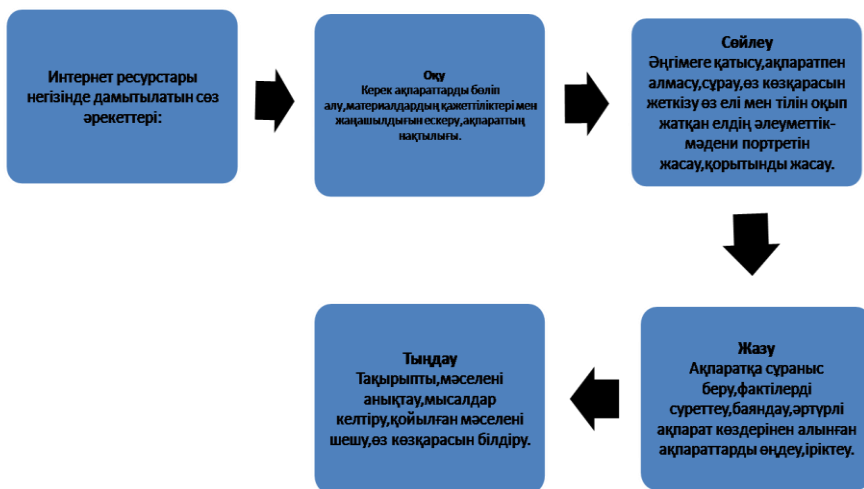 Интернет ресурстары
негізінде дамытылатын сөз
әрекеттері:
Оқу
Керек ақпараттарды бөліп
алу,материалдардың қажеттіліктері мен
жаңашылдығын ескеру,ақпараттың
нақтылығы.
Сөйлеу
Әңгімеге қатысу,ақпаратпен
алмасу,сұрау,өз көзқарасын
жеткізу өз елі мен тілін оқып
жатқан елдің әлеуметтік-
мәдени портретін
жасау,қорытынды жасау.
Жазу
Ақпаратқа сұраныс
беру,фактілерді
суреттеу,баяндау,әртүрлі
ақпарат көздерінен алынған
ақпараттарды өңдеу,іріктеу.
Тыңдау
Тақырыпты,мәселені
анықтау,мысалдар
келтіру,қойылған мәселені
шешу,өз көзқарасын білдіру.